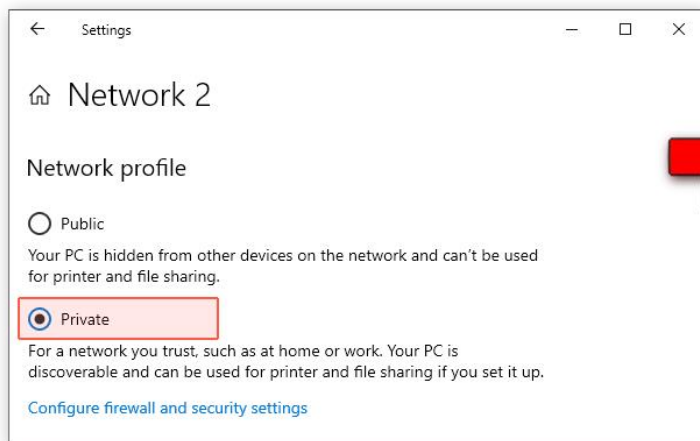 Settings
Network 2
Network profile
Public
Your PC is hidden from other devices on the network and can't be used
for printer and file sharing.
Private
For a network you trust, such as at home or work. Your PC is
discoverable and can be used for printer and file sharing if you set it up.
Configure firewall and security settings